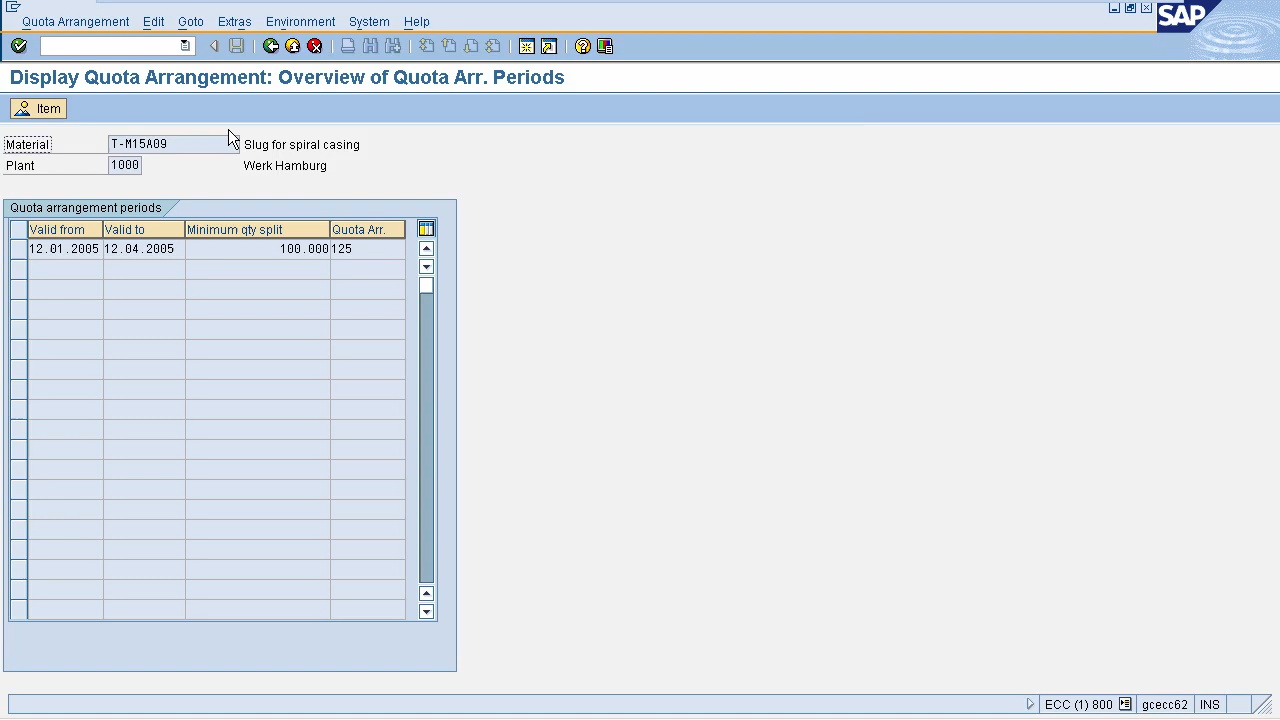 Quota Arrangement Edit Goto Extras Environment System Help
SAP
Display Quota Arrangement: Overview of Quota Arr. Periods
Item
Material T-M15A09 Slug for spiral casing
Plant 1000 Werk Hamburg
Quota arrangement periods
Valid from Valid to Minimum qty split Quota Arr.
12.01.2005 12.04.2005 100.000 125
ECC (1) 800 gcecc62 INS